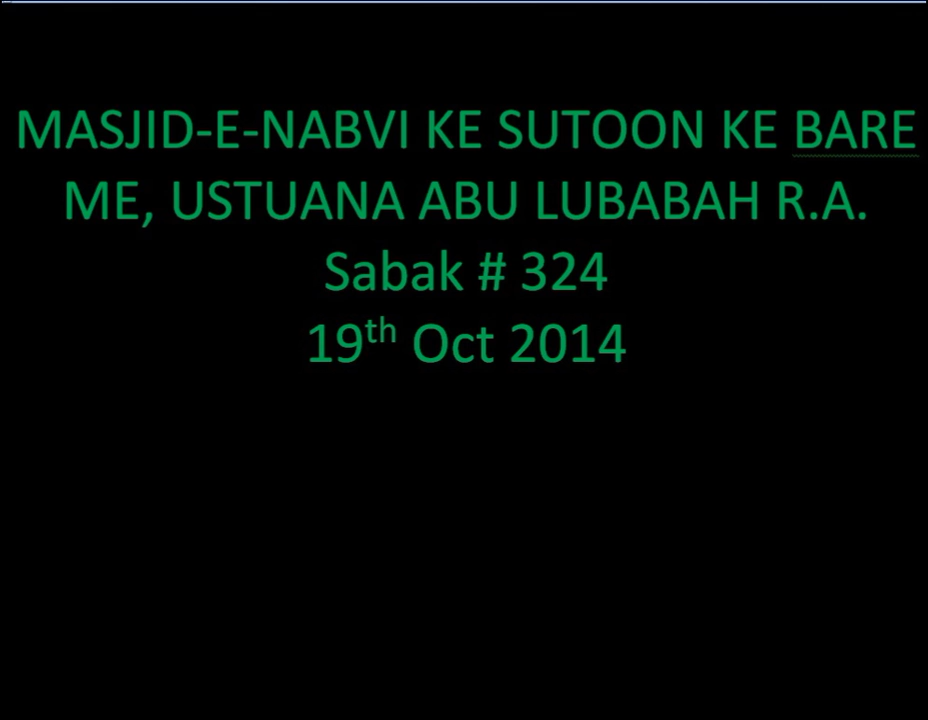 MASJID-E-NABVI KE SUTOON KE BARE
ME, USTUANA ABU LUBABAH R.A.
Sabak # 324
19th Oct 2014